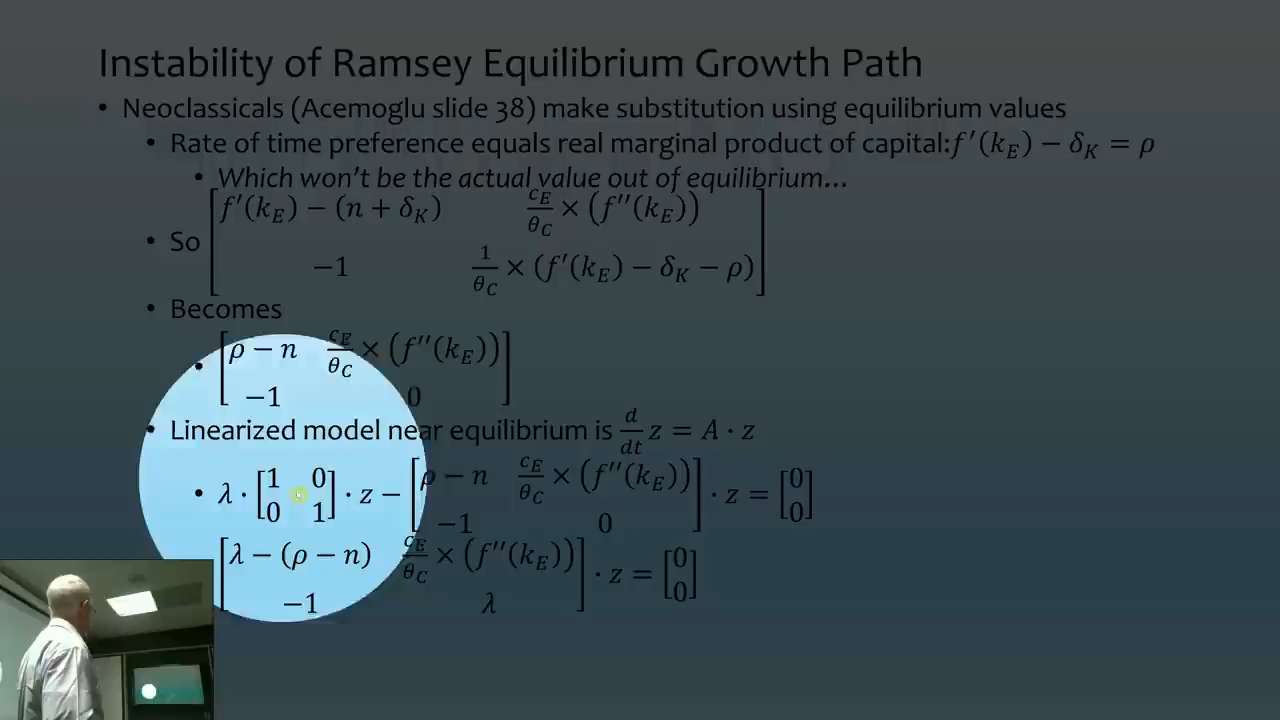 Instability of Ramsey Equilibrium Growth Path
• Neoclassicals (Acemoglu slide 38) make substitution using equilibrium values
• Rate of time preference equals real marginal product of capital: f′(k_E) − δ_K = ρ
• Which won't be the actual value out of equilibrium…
• So [f′(k_E) − (n + δ_K)   c_E/θ_C × (f″(k_E))
−1   1/θ_C × (f′(k_E) − δ_K − ρ)]
• Becomes
• [ρ − n   c_E/θ_C × (f″(k_E))
−1   0]
• Linearized model near equilibrium is d/dt z = A · z
• λ · [1 0
0 1] · z − [ρ − n   c_E/θ_C × (f″(k_E))
−1   0] · z = [0
0]
[λ − (ρ − n)   c_E/θ_C × (f″(k_E))
−1   λ] · z = [0
0]